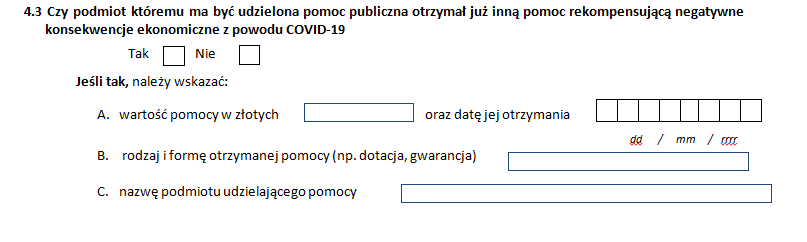 4.3 Czy podmiot któremu ma być udzielona pomoc publiczna otrzymał już inną pomoc rekompensującą negatywne
konsekwencje ekonomiczne z powodu COVID-19
Tak Nie
Jeśli tak, należy wskazać:
A. wartość pomocy w złotych oraz datę jej otrzymania
dd / mm / rrrr
B. rodzaj i formę otrzymanej pomocy (np. dotacja, gwarancja)
C. nazwę podmiotu udzielającego pomocy